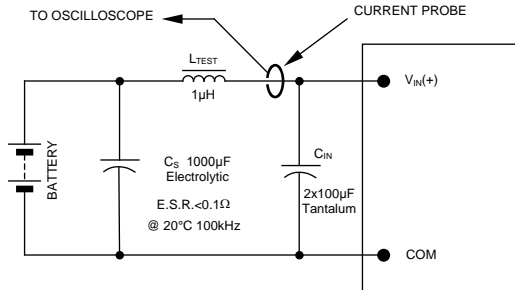 TO OSCILLOSCOPE
CURRENT PROBE
LTEST
1μH
VIN(+)
BATTERY
CS 1000μF
Electrolytic
E.S.R.<0.1Ω
@ 20°C 100kHz
CIN
2x100μF
Tantalum
COM